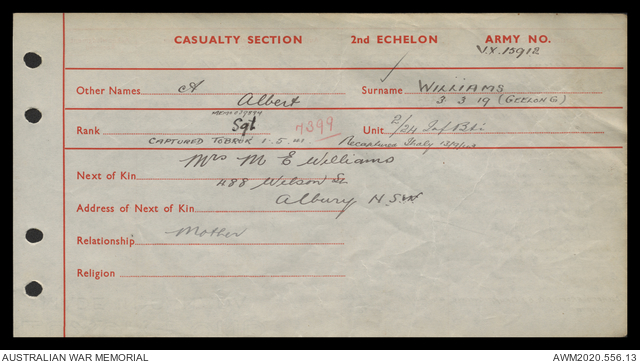 CASUALTY SECTION 2nd ECHELON ARMY NO.
VX.15912
Other Names A Surname WILLIAMS
Albert 3 3 19 (GEELONG)
Rank Sgt 7399 Unit 2/24 Inf Btn
CAPTURED TOBRUK 1.5.41 Recaptured Italy
Mrs M E Williams
Next of Kin
488 Wilson St
Address of Next of Kin Albury N.S.W.
Relationship Mother
Religion
AUSTRALIAN WAR MEMORIAL AWM2020.556.13